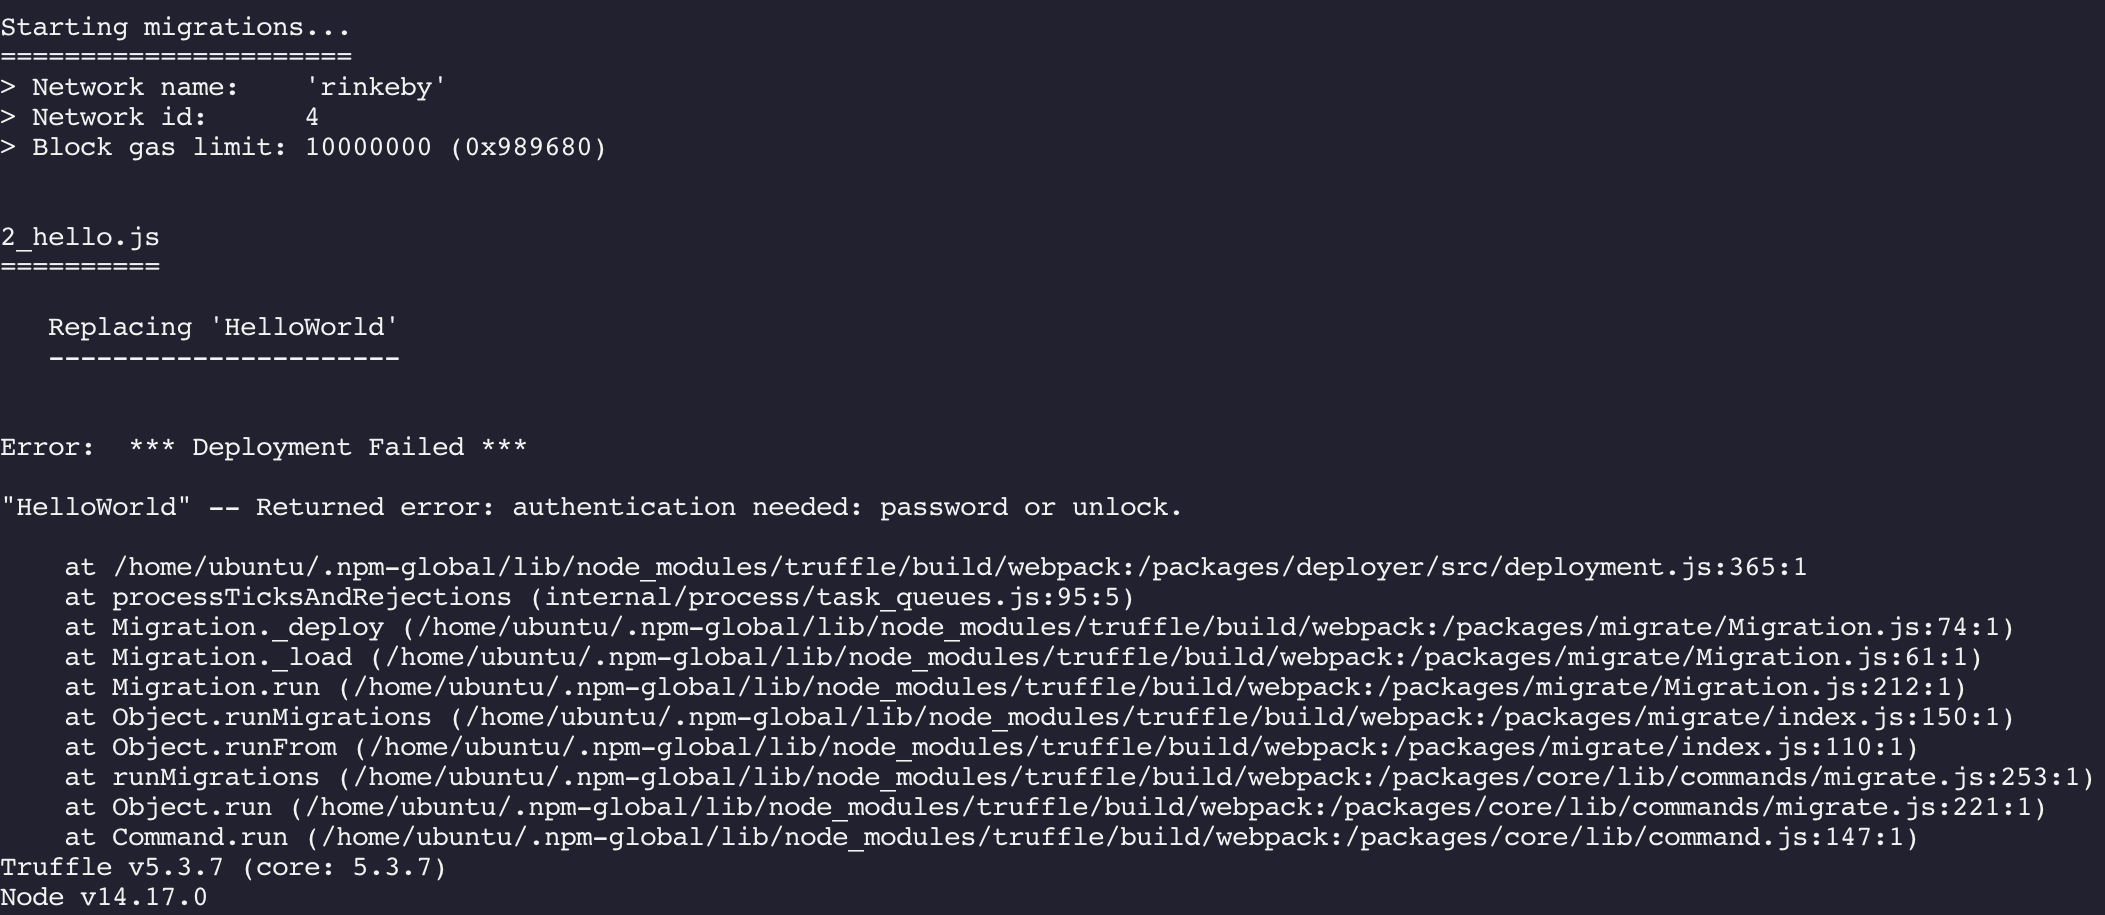 Starting migrations...
======================
> Network name:    'rinkeby'
> Network id:      4
> Block gas limit: 10000000 (0x989680)
2_hello.js
==========
   Replacing 'HelloWorld'
   ----------------------
Error:  *** Deployment Failed ***
"HelloWorld" -- Returned error: authentication needed: password or unlock.
    at /home/ubuntu/.npm-global/lib/node_modules/truffle/build/webpack:/packages/deployer/src/deployment.js:365:1
    at processTicksAndRejections (internal/process/task_queues.js:95:5)
    at Migration._deploy (/home/ubuntu/.npm-global/lib/node_modules/truffle/build/webpack:/packages/migrate/Migration.js:74:1)
    at Migration._load (/home/ubuntu/.npm-global/lib/node_modules/truffle/build/webpack:/packages/migrate/Migration.js:61:1)
    at Migration.run (/home/ubuntu/.npm-global/lib/node_modules/truffle/build/webpack:/packages/migrate/Migration.js:212:1)
    at Object.runMigrations (/home/ubuntu/.npm-global/lib/node_modules/truffle/build/webpack:/packages/migrate/index.js:150:1)
    at Object.runFrom (/home/ubuntu/.npm-global/lib/node_modules/truffle/build/webpack:/packages/migrate/index.js:110:1)
    at runMigrations (/home/ubuntu/.npm-global/lib/node_modules/truffle/build/webpack:/packages/core/lib/commands/migrate.js:253:1)
    at Object.run (/home/ubuntu/.npm-global/lib/node_modules/truffle/build/webpack:/packages/core/lib/commands/migrate.js:221:1)
    at Command.run (/home/ubuntu/.npm-global/lib/node_modules/truffle/build/webpack:/packages/core/lib/command.js:147:1)
Truffle v5.3.7 (core: 5.3.7)
Node v14.17.0